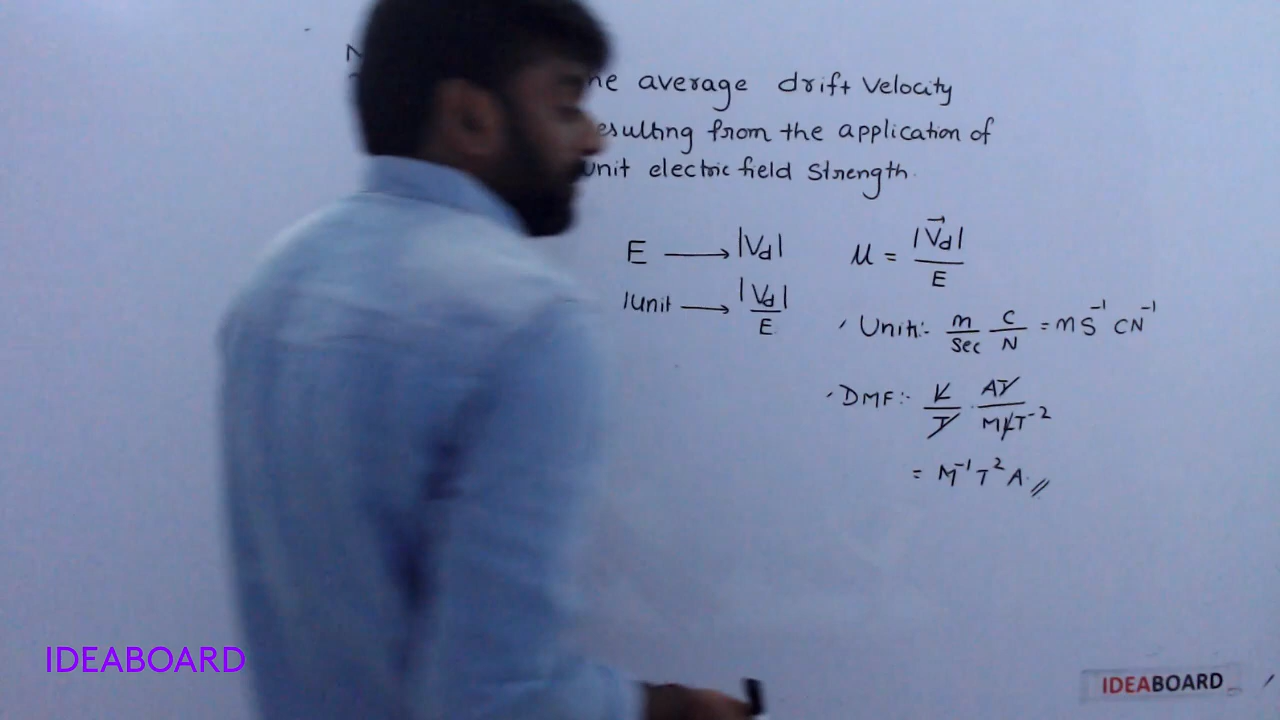 average drift Velocity
from the application of
unit electric field Strength.
E ⟶ |Vd|
μ = |V⃗d| / E
1Unit ⟶ |Vd| / E
Unit:- m/Sec C/N = mS⁻¹ CN⁻¹
DMF:- L/T · AT/MLT⁻²
= M⁻¹T²A //
IDEABOARD
IDEABOARD